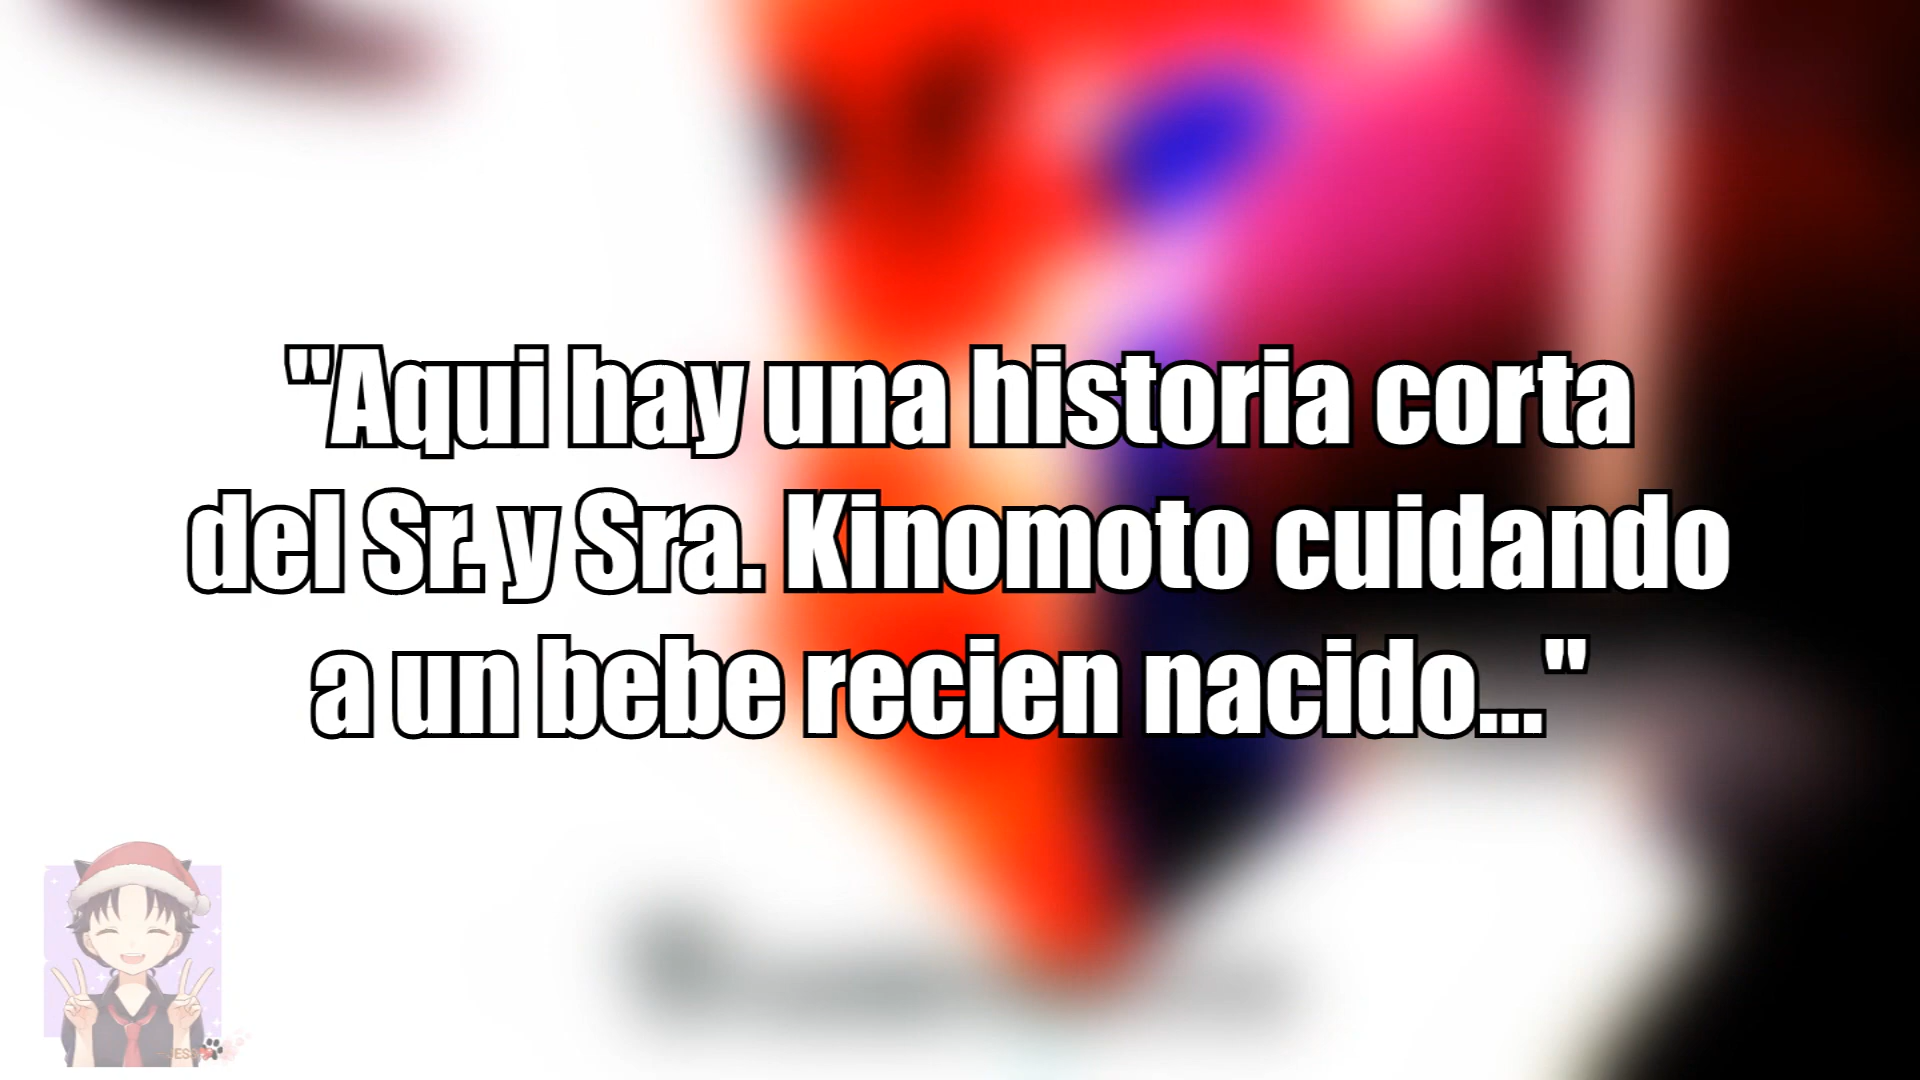 "Aqui hay una historia corta
del Sr. y Sra. Kinomoto cuidando
a un bebe recien nacido..."